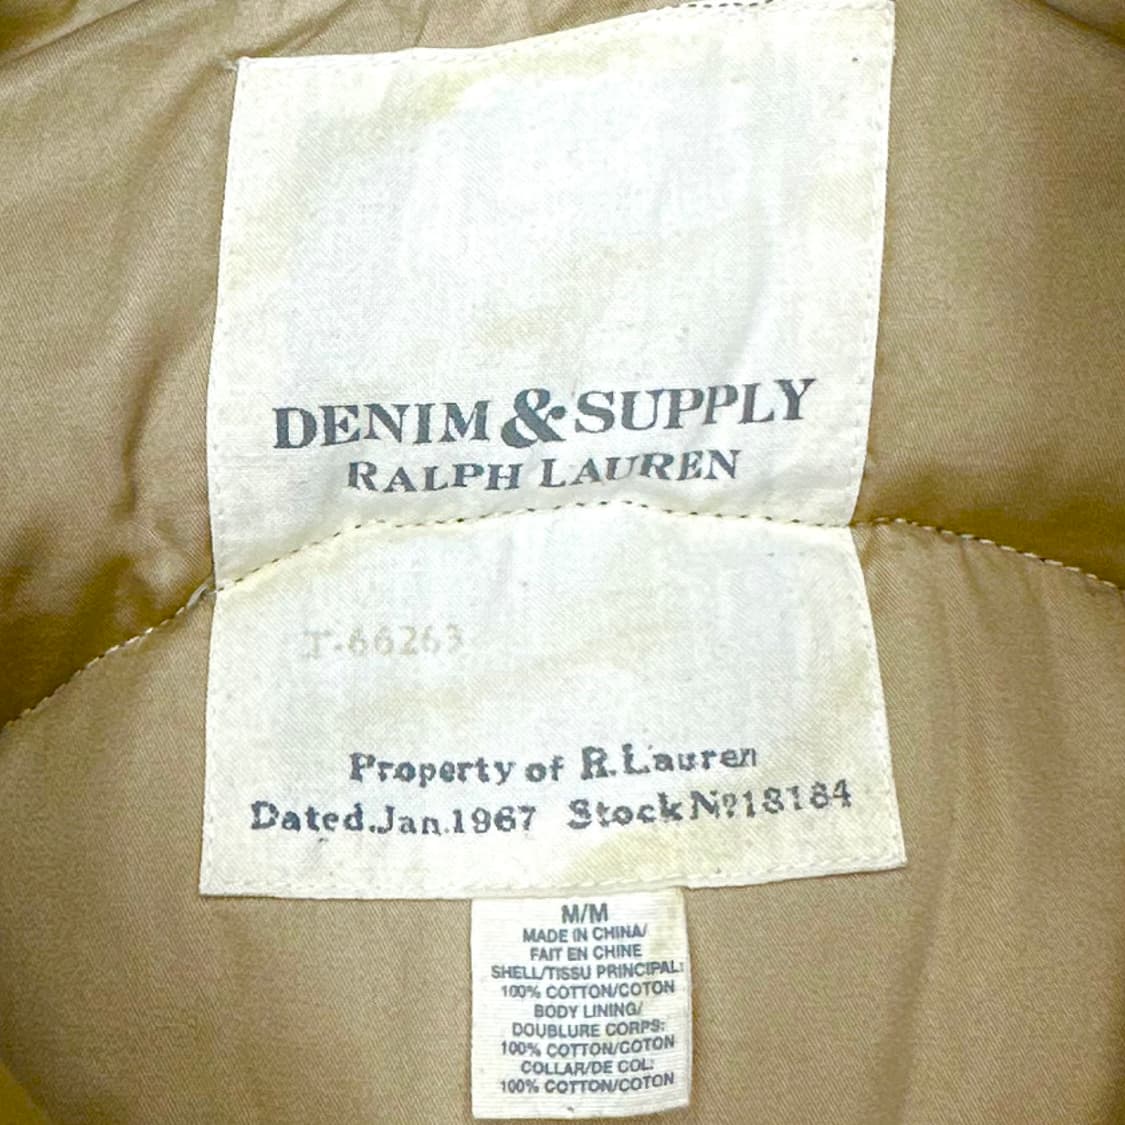 DENIM & SUPPLY
RALPH LAUREN
T.66263
Property of R.Lauren
Dated.Jan.1967 Stock Nº18184
M/M
MADE IN CHINA/
FAIT EN CHINE
SHELL/TISSU PRINCIPAL:
100% COTTON/COTON
BODY LINING/
DOUBLURE CORPS:
100% COTTON/COTON
COLLAR/DE COL:
100% COTTON/COTON